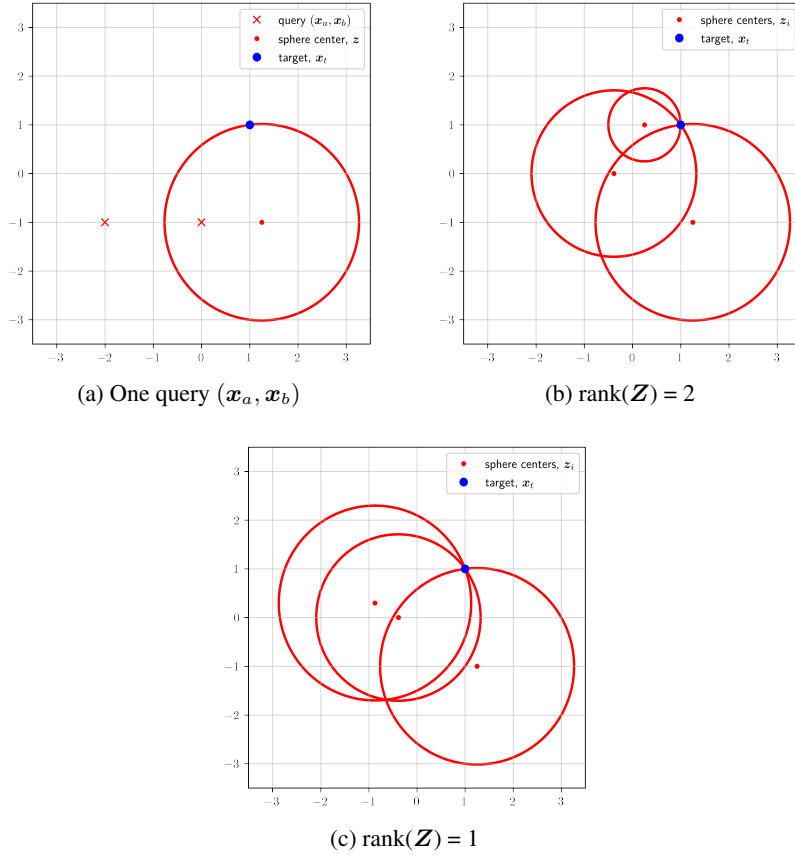 query (x_a, x_b)
sphere center, z
target, x_t
3
2
1
0
−1
−2
−3
−3 −2 −1 0 1 2 3
(a) One query (x_a, x_b)
sphere centers, z_i
target, x_t
3
2
1
0
−1
−2
−3
−3 −2 −1 0 1 2 3
(b) rank(Z) = 2
sphere centers, z_i
target, x_t
3
2
1
0
−1
−2
−3
−3 −2 −1 0 1 2 3
(c) rank(Z) = 1